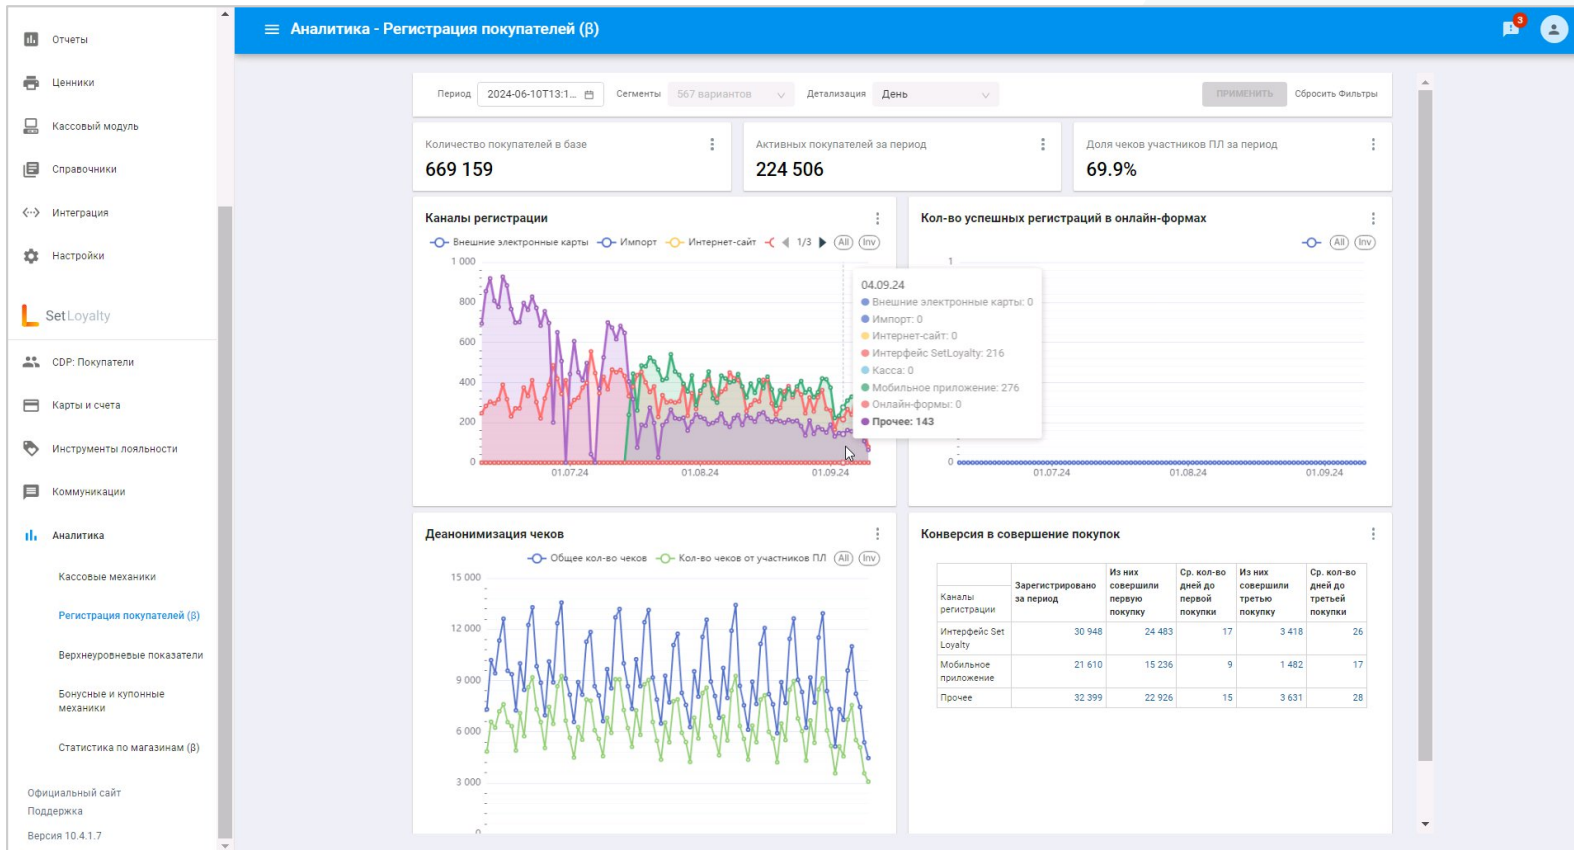 Отчеты
Ценники
Кассовый модуль
Справочники
Интеграция
Настройки
SetLoyalty
CDP: Покупатели
Карты и счета
Инструменты лояльности
Коммуникации
Аналитика
Кассовые механики
Регистрация покупателей (β)
Верхнеуровневые показатели
Бонусные и купонные
механики
Статистика по магазинам (β)
Официальный сайт
Поддержка
Версия 10.4.1.7
Аналитика - Регистрация покупателей (β)
3
Период 2024-06-10T13:1... Сегменты 567 вариантов Детализация День ПРИМЕНИТЬ Сбросить Фильтры
Количество покупателей в базе
669 159
Активных покупателей за период
224 506
Доля чеков участников ПЛ за период
69.9%
Каналы регистрации
Внешние электронные карты Импорт Интернет-сайт 1/3 All Inv
1 000
800
600
400
200
0
01.07.24 01.08.24 01.09.24
04.09.24
Внешние электронные карты: 0
Импорт: 0
Интернет-сайт: 0
Интерфейс SetLoyalty: 216
Касса: 0
Мобильное приложение: 276
Онлайн-формы: 0
Прочее: 143
Кол-во успешных регистраций в онлайн-формах
All Inv
1
0
01.07.24 01.08.24 01.09.24
Деанонимизация чеков
Общее кол-во чеков Кол-во чеков от участников ПЛ All Inv
15 000
12 000
9 000
6 000
3 000
0
Конверсия в совершение покупок
Каналы
регистрации
Зарегистрировано
за период
Из них
совершили
первую
покупку
Ср. кол-во
дней до
первой
покупки
Из них
совершили
третью
покупку
Ср. кол-во
дней до
третьей
покупки
Интерфейс Set
Loyalty
30 948 24 483 17 3 418 26
Мобильное
приложение
21 610 15 236 9 1 482 17
Прочее 32 399 22 926 15 3 631 28